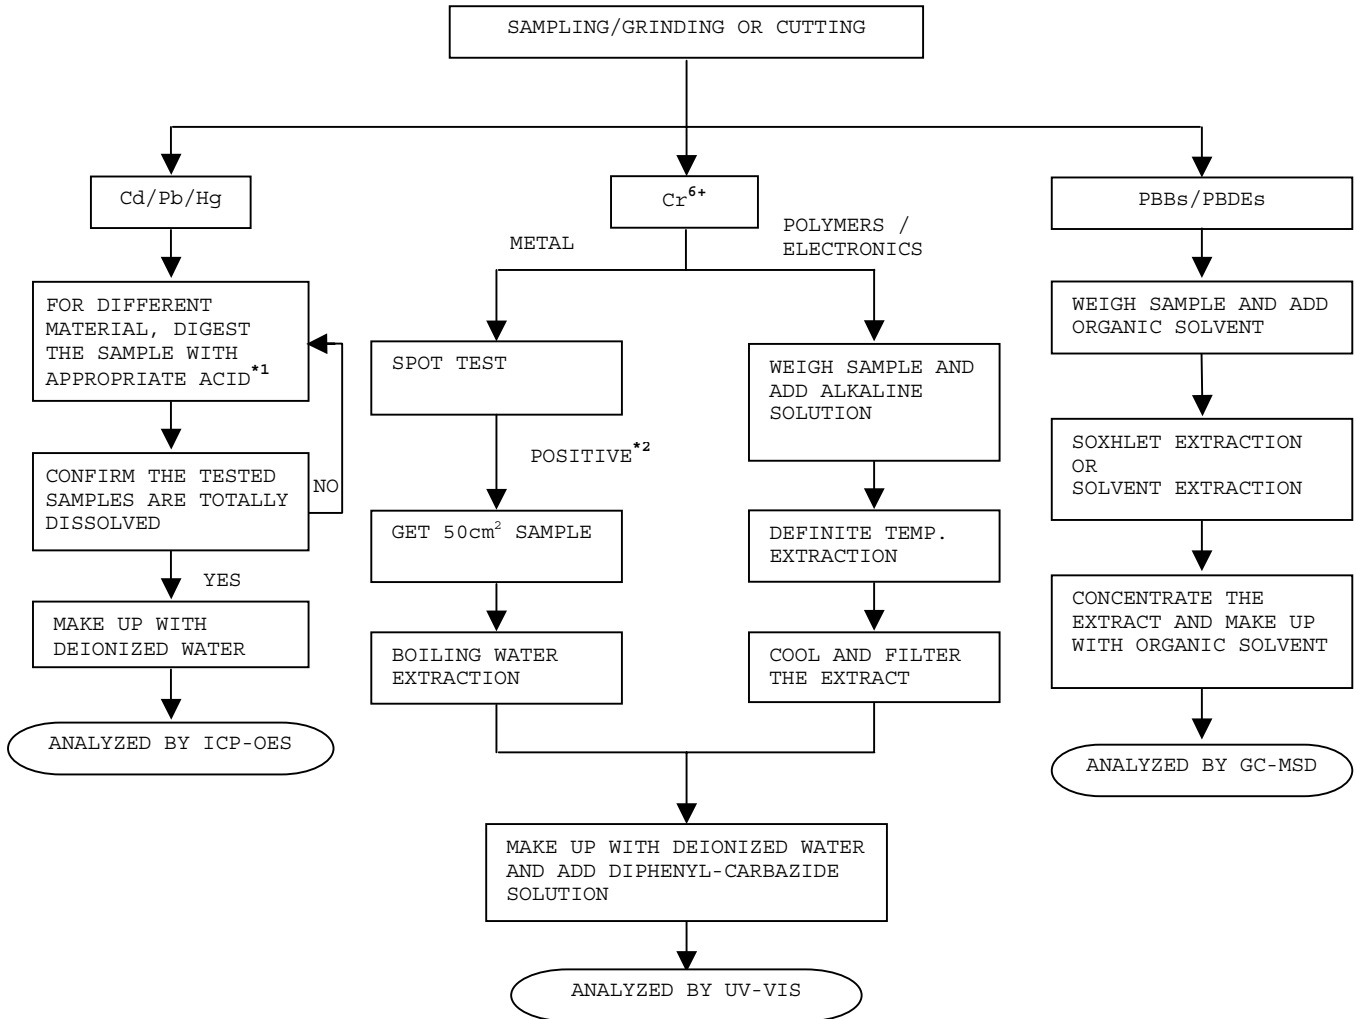 SAMPLING/GRINDING OR CUTTING
Cd/Pb/Hg
FOR DIFFERENT
MATERIAL, DIGEST
THE SAMPLE WITH
APPROPRIATE ACID*1
CONFIRM THE TESTED
SAMPLES ARE TOTALLY
DISSOLVED
NO
YES
MAKE UP WITH
DEIONIZED WATER
ANALYZED BY ICP-OES
Cr6+
METAL
POLYMERS /
ELECTRONICS
SPOT TEST
POSITIVE*2
GET 50cm² SAMPLE
BOILING WATER
EXTRACTION
WEIGH SAMPLE AND
ADD ALKALINE
SOLUTION
DEFINITE TEMP.
EXTRACTION
COOL AND FILTER
THE EXTRACT
MAKE UP WITH DEIONIZED WATER
AND ADD DIPHENYL-CARBAZIDE
SOLUTION
ANALYZED BY UV-VIS
PBBs/PBDEs
WEIGH SAMPLE AND ADD
ORGANIC SOLVENT
SOXHLET EXTRACTION
OR
SOLVENT EXTRACTION
CONCENTRATE THE
EXTRACT AND MAKE UP
WITH ORGANIC SOLVENT
ANALYZED BY GC-MSD